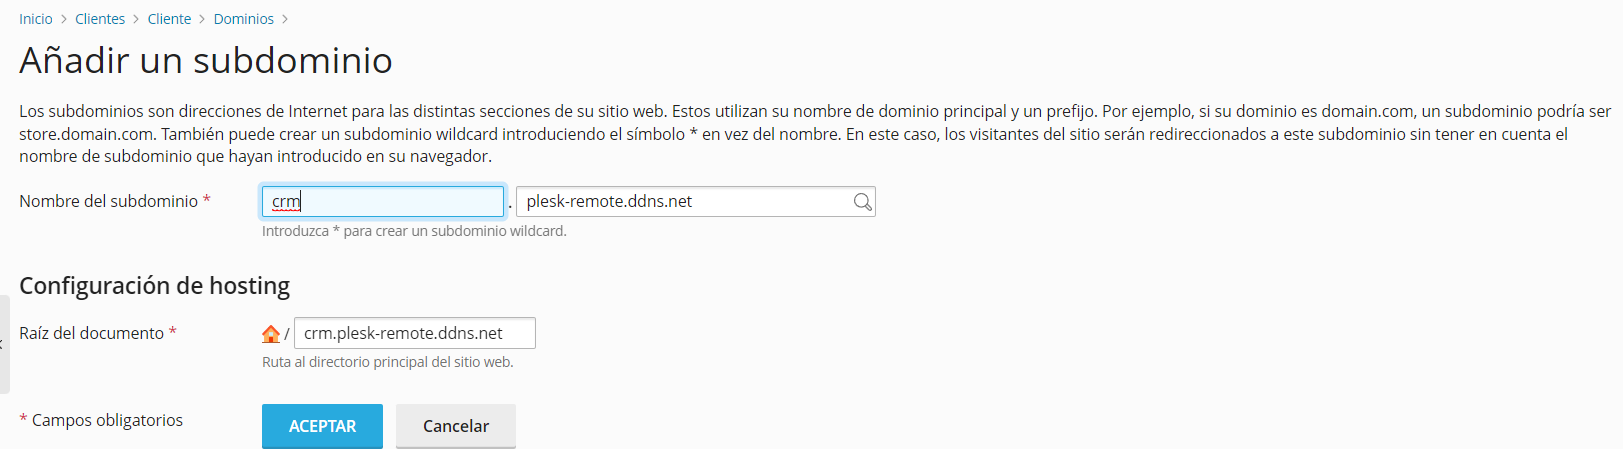 Inicio > Clientes > Cliente > Dominios >
Añadir un subdominio
Los subdominios son direcciones de Internet para las distintas secciones de su sitio web. Estos utilizan su nombre de dominio principal y un prefijo. Por ejemplo, si su dominio es domain.com, un subdominio podría ser
store.domain.com. También puede crear un subdominio wildcard introduciendo el símbolo * en vez del nombre. En este caso, los visitantes del sitio serán redireccionados a este subdominio sin tener en cuenta el
nombre de subdominio que hayan introducido en su navegador.
Nombre del subdominio * crm . plesk-remote.ddns.net
Introduzca * para crear un subdominio wildcard.
Configuración de hosting
Raíz del documento * / crm.plesk-remote.ddns.net
Ruta al directorio principal del sitio web.
* Campos obligatorios ACEPTAR Cancelar